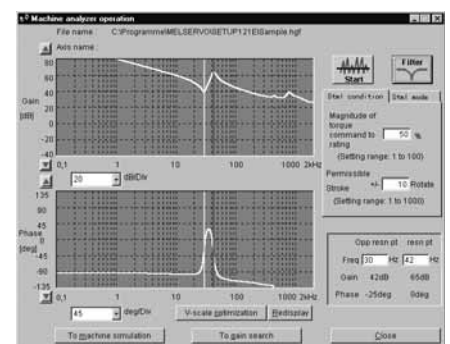 Machine analyzer operation
File name : C:\Programme\MELSERVO\SETUP121E\Sample.hgf
Axis name :
80
60
40
20
0
-20
-40
Gain
[dB]
0,1 1 10 100 1000 2kHz
20 dB/Div
135
90
45
0
-45
-90
-135
Phase
[deg]
0,1 1 10 100 1000 2kHz
45 deg/Div
V-scale optimization
Redisplay
To machine simulation
To gain search
Close
Start
Filter
Stml condition
Stml mode
Magnitude of
torque
command to 50 %
rating
(Setting range: 1 to 100)
Permissible
Stroke +/- 10 Rotate
(Setting range: 1 to 1000)
Opp resn pt resn pt
Freq 30 Hz 42 Hz
Gain 42dB 65dB
Phase -25deg 0deg